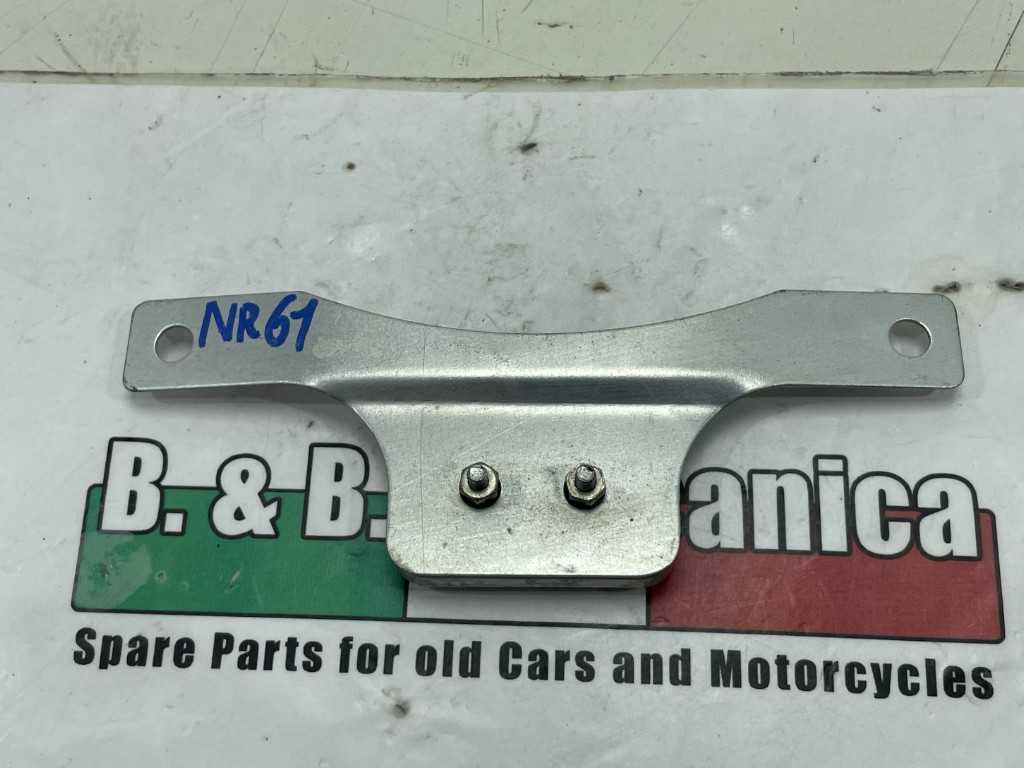 NR61
B. & B. anica
Spare Parts for old Cars and Motorcycles